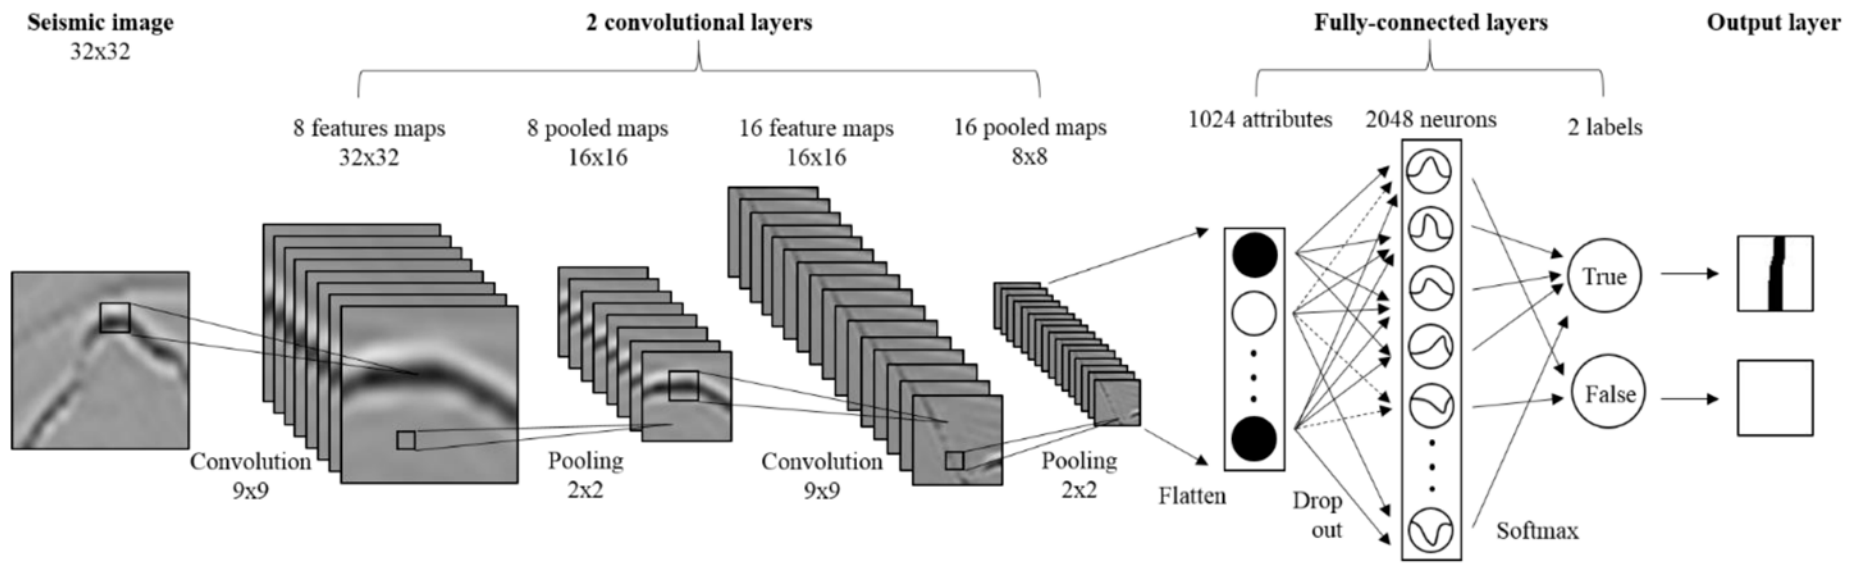 Seismic image
32x32
2 convolutional layers
Fully-connected layers
Output layer
8 features maps
32x32
8 pooled maps
16x16
16 feature maps
16x16
16 pooled maps
8x8
1024 attributes
2048 neurons
2 labels
Convolution
9x9
Pooling
2x2
Convolution
9x9
Pooling
2x2
Flatten
Drop
out
Softmax
True
False